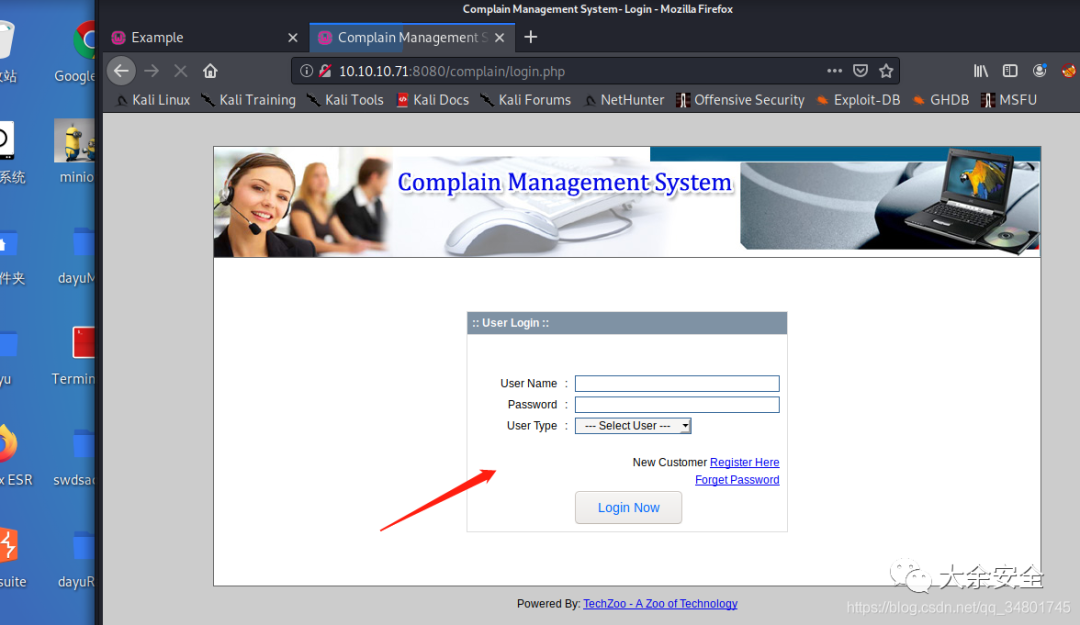 Complain Management System- Login - Mozilla Firefox
Example
Complain Management S
10.10.10.71:8080/complain/login.php
Kali Linux
Kali Training
Kali Tools
Kali Docs
Kali Forums
NetHunter
Offensive Security
Exploit-DB
GHDB
MSFU
站
Google
系统
minio
件夹
dayuM
yu
Termin
x ESR
swdsad
suite
dayuR
Complain Management System
:: User Login ::
User Name :
Password :
User Type : --- Select User ---
New Customer Register Here
Forget Password
Login Now
Powered By: TechZoo - A Zoo of Technology
大余安全
https://blog.csdn.net/qq_34801745